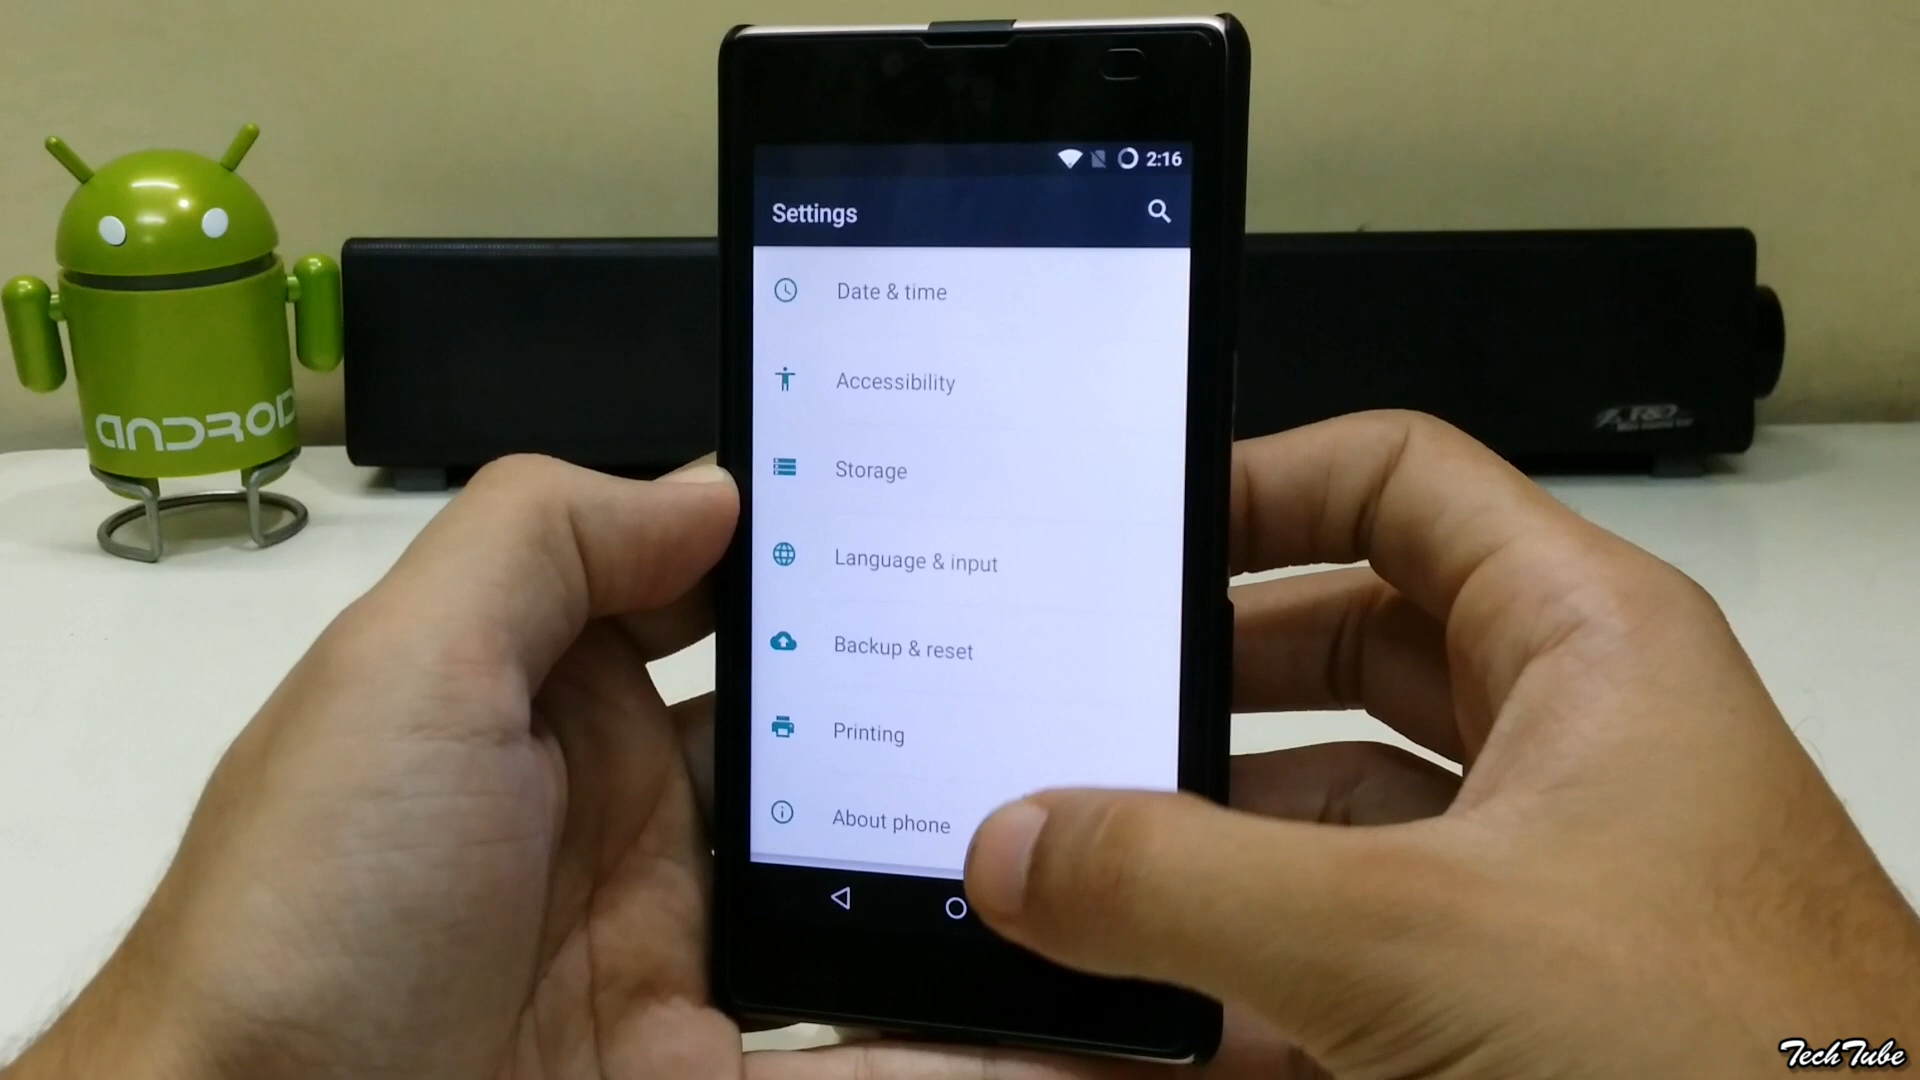 2:16
Settings
Date & time
Accessibility
Storage
Language & input
Backup & reset
Printing
About phone
ANDROID
F&D
TechTube